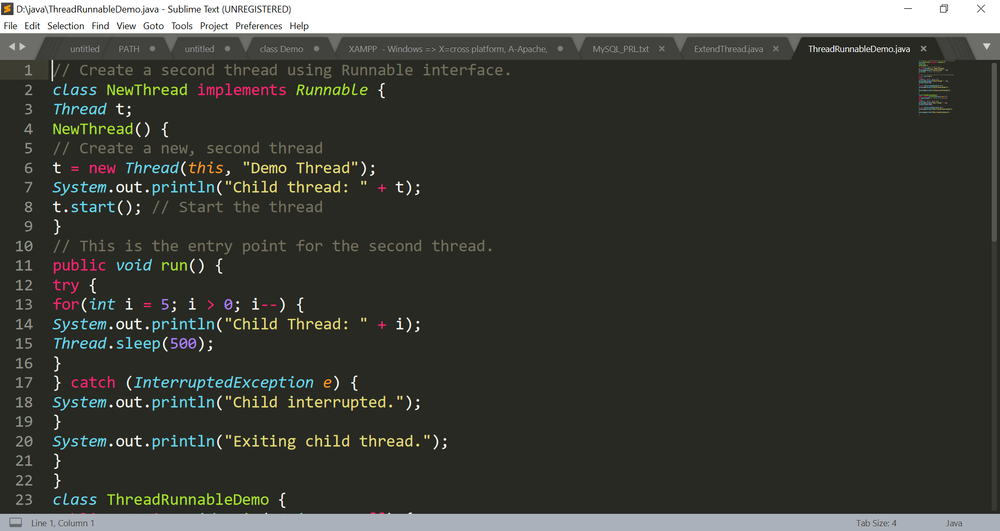 D:\java\ThreadRunnableDemo.java - Sublime Text (UNREGISTERED)
File Edit Selection Find View Goto Tools Project Preferences Help
untitled PATH untitled class Demo XAMPP - Windows => X=cross platform, A-Apache, MySQL_PRL.txt ExtendThread.java ThreadRunnableDemo.java
1 // Create a second thread using Runnable interface.
2 class NewThread implements Runnable {
3 Thread t;
4 NewThread() {
5 // Create a new, second thread
6 t = new Thread(this, "Demo Thread");
7 System.out.println("Child thread: " + t);
8 t.start(); // Start the thread
9 }
10 // This is the entry point for the second thread.
11 public void run() {
12 try {
13 for(int i = 5; i > 0; i--) {
14 System.out.println("Child Thread: " + i);
15 Thread.sleep(500);
16 }
17 } catch (InterruptedException e) {
18 System.out.println("Child interrupted.");
19 }
20 System.out.println("Exiting child thread.");
21 }
22 }
23 class ThreadRunnableDemo {
Line 1, Column 1 Tab Size: 4 Java